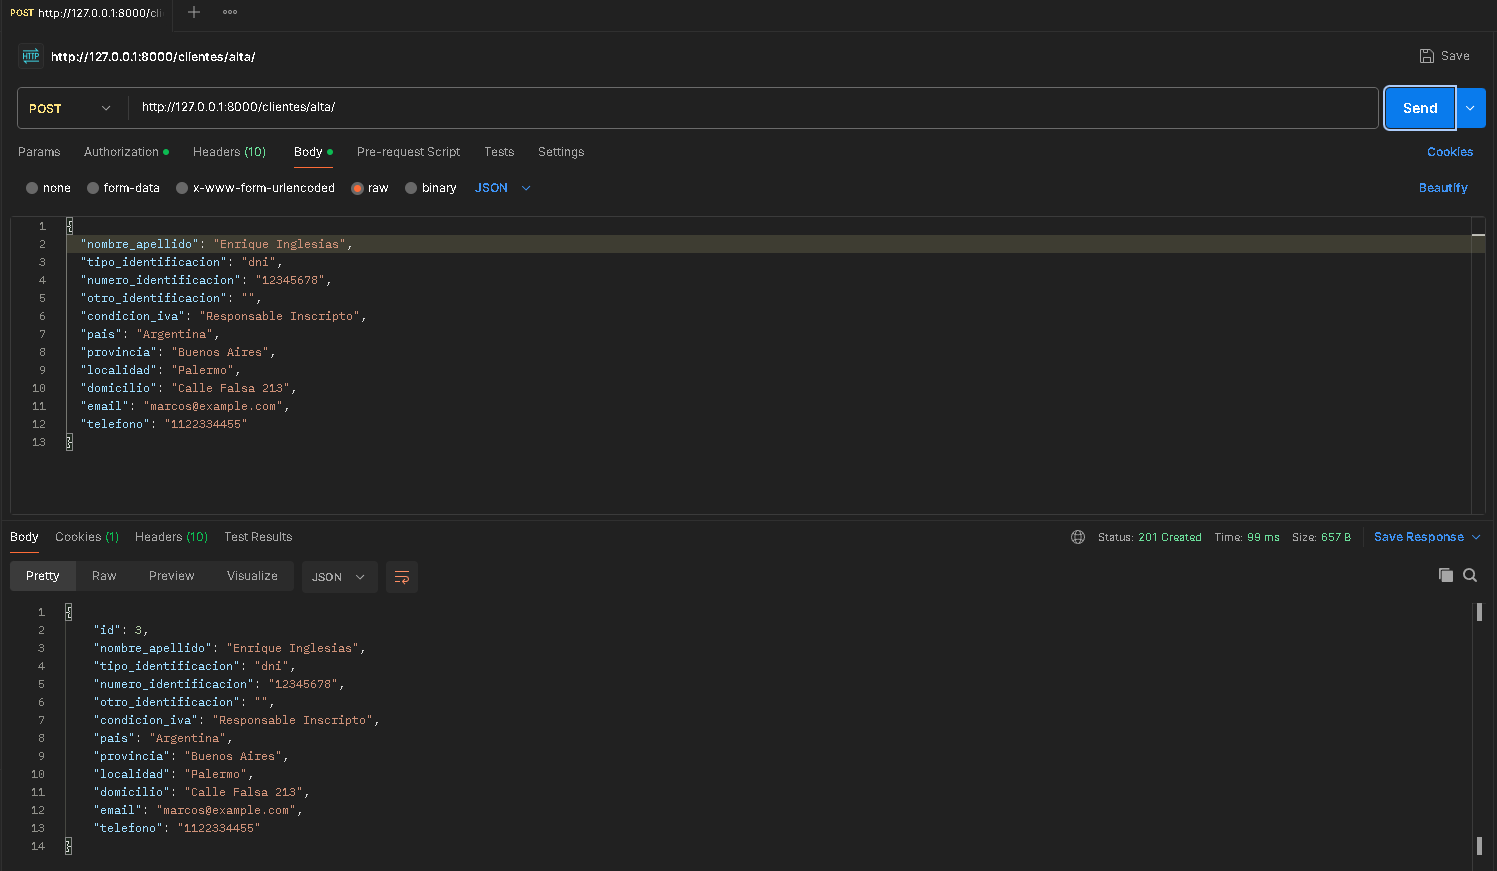 POST http://127.0.0.1:8000/cli
HTTP http://127.0.0.1:8000/clientes/alta/
Save
POST http://127.0.0.1:8000/clientes/alta/ Send
Params Authorization Headers (10) Body Pre-request Script Tests Settings Cookies
none form-data x-www-form-urlencoded raw binary JSON Beautify
1 {
2 "nombre_apellido": "Enrique Inglesias",
3 "tipo_identificacion": "dni",
4 "numero_identificacion": "12345678",
5 "otro_identificacion": "",
6 "condicion_iva": "Responsable Inscripto",
7 "pais": "Argentina",
8 "provincia": "Buenos Aires",
9 "localidad": "Palermo",
10 "domicilio": "Calle Falsa 213",
11 "email": "marcos@example.com",
12 "telefono": "1122334455"
13 }
Body Cookies (1) Headers (10) Test Results Status: 201 Created Time: 99 ms Size: 657 B Save Response
Pretty Raw Preview Visualize JSON
1 {
2 "id": 3,
3 "nombre_apellido": "Enrique Inglesias",
4 "tipo_identificacion": "dni",
5 "numero_identificacion": "12345678",
6 "otro_identificacion": "",
7 "condicion_iva": "Responsable Inscripto",
8 "pais": "Argentina",
9 "provincia": "Buenos Aires",
10 "localidad": "Palermo",
11 "domicilio": "Calle Falsa 213",
12 "email": "marcos@example.com",
13 "telefono": "1122334455"
14 }